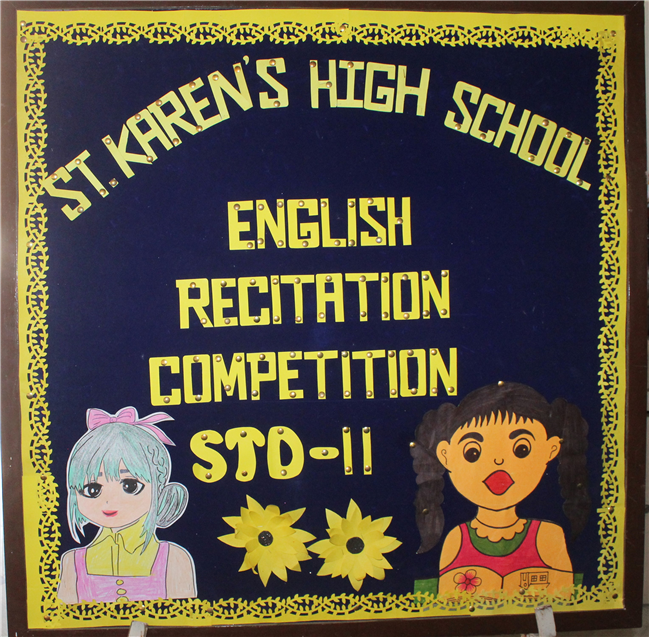 ST. KAREN'S HIGH SCHOOL
ENGLISH
RECITATION
COMPETITION
STD-II